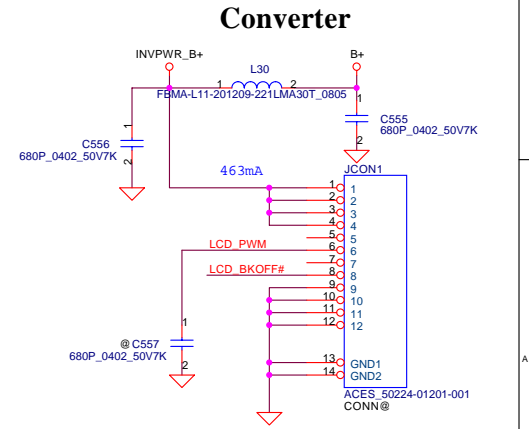 Converter
INVPWR_B+
B+
L30
1
2
FBMA-L11-201209-221LMA30T_0805
1
2
C556
680P_0402_50V7K
1
2
C555
680P_0402_50V7K
463mA
JCON1
1 1
2 2
3 3
4 4
5 5
LCD_PWM 6 6
7 7
LCD_BKOFF# 8 8
9 9
10 10
11 11
12 12
13 GND1
14 GND2
1
@ C557
680P_0402_50V7K
2
ACES_50224-01201-001
CONN@
A